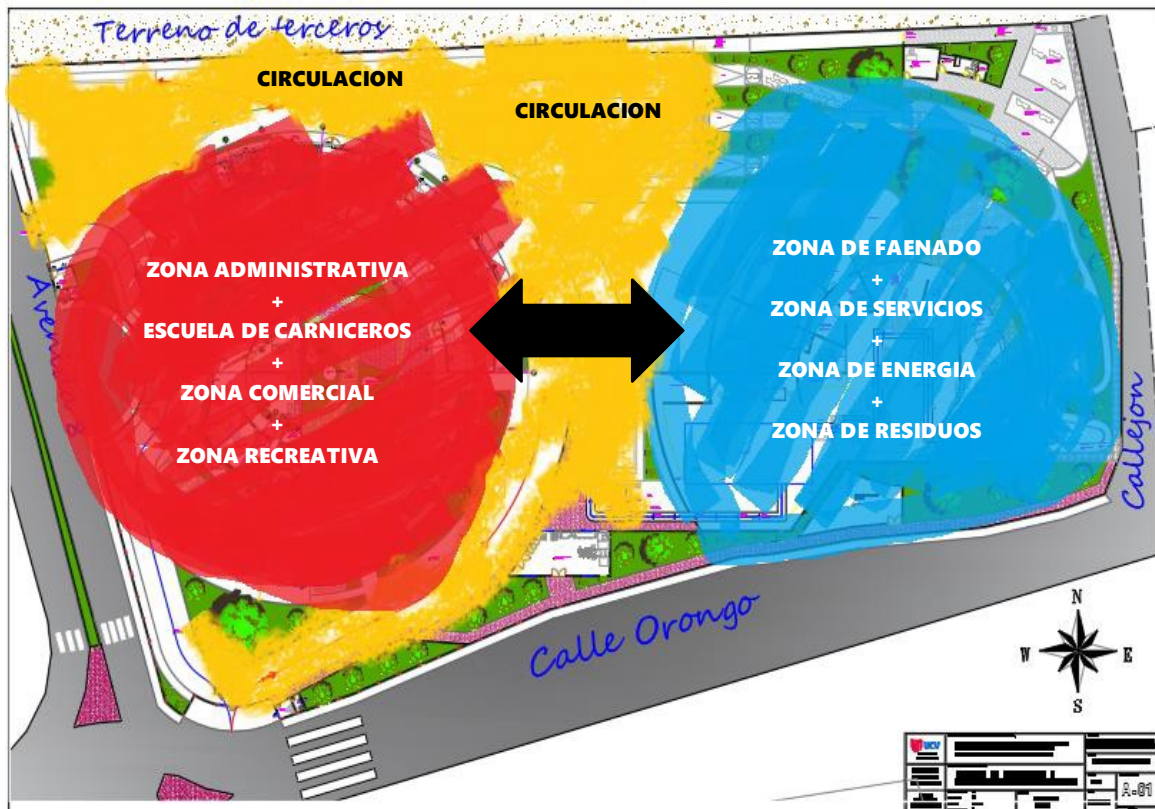 Terreno de terceros
CIRCULACION
CIRCULACION
ZONA ADMINISTRATIVA
+
ESCUELA DE CARNICEROS
+
ZONA COMERCIAL
+
ZONA RECREATIVA
ZONA DE FAENADO
+
ZONA DE SERVICIOS
+
ZONA DE ENERGIA
+
ZONA DE RESIDUOS
Callejon
Calle Orongo
N
W E
S
UCV
A-01